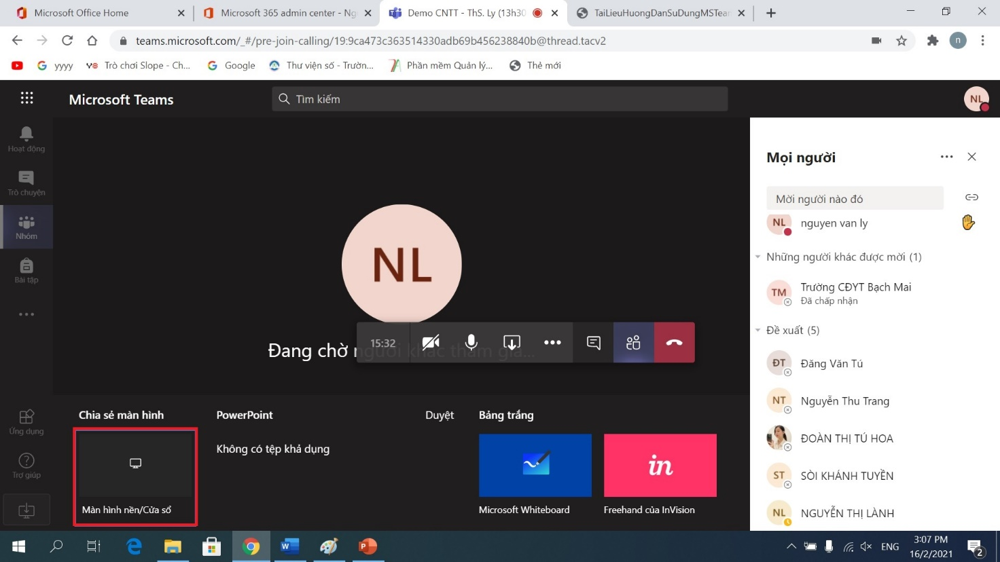 Microsoft Office Home
Microsoft 365 admin center - Ng
Demo CNTT - ThS. Ly (13h30
TaiLieuHuongDanSuDungMSTear
teams.microsoft.com/_#/pre-join-calling/19:9ca473c363514330adb69b456238840b@thread.tacv2
n
yyyy
Trò chơi Slope - Ch...
Google
Thư viện số - Trườn...
Phần mềm Quản lý...
Thẻ mới
Microsoft Teams
Tìm kiếm
NL
Hoạt động
Trò chuyện
Nhóm
Bài tập
Ứng dụng
Trợ giúp
NL
Đang chờ người khác tham gia...
15:32
Mọi người
Mời người nào đó
NL
nguyen van ly
Những người khác được mời (1)
TM
Trường CĐYT Bạch Mai
Đã chấp nhận
Đề xuất (5)
ĐT
Đăng Văn Tú
NT
Nguyễn Thu Trang
ĐOÀN THỊ TÚ HOA
ST
SÒI KHÁNH TUYỀN
NL
NGUYỄN THỊ LÀNH
Chia sẻ màn hình
Màn hình nền/Cửa sổ
PowerPoint
Duyệt
Không có tệp khả dụng
Bảng trắng
Microsoft Whiteboard
in
Freehand của InVision
ENG
3:07 PM
16/2/2021
2